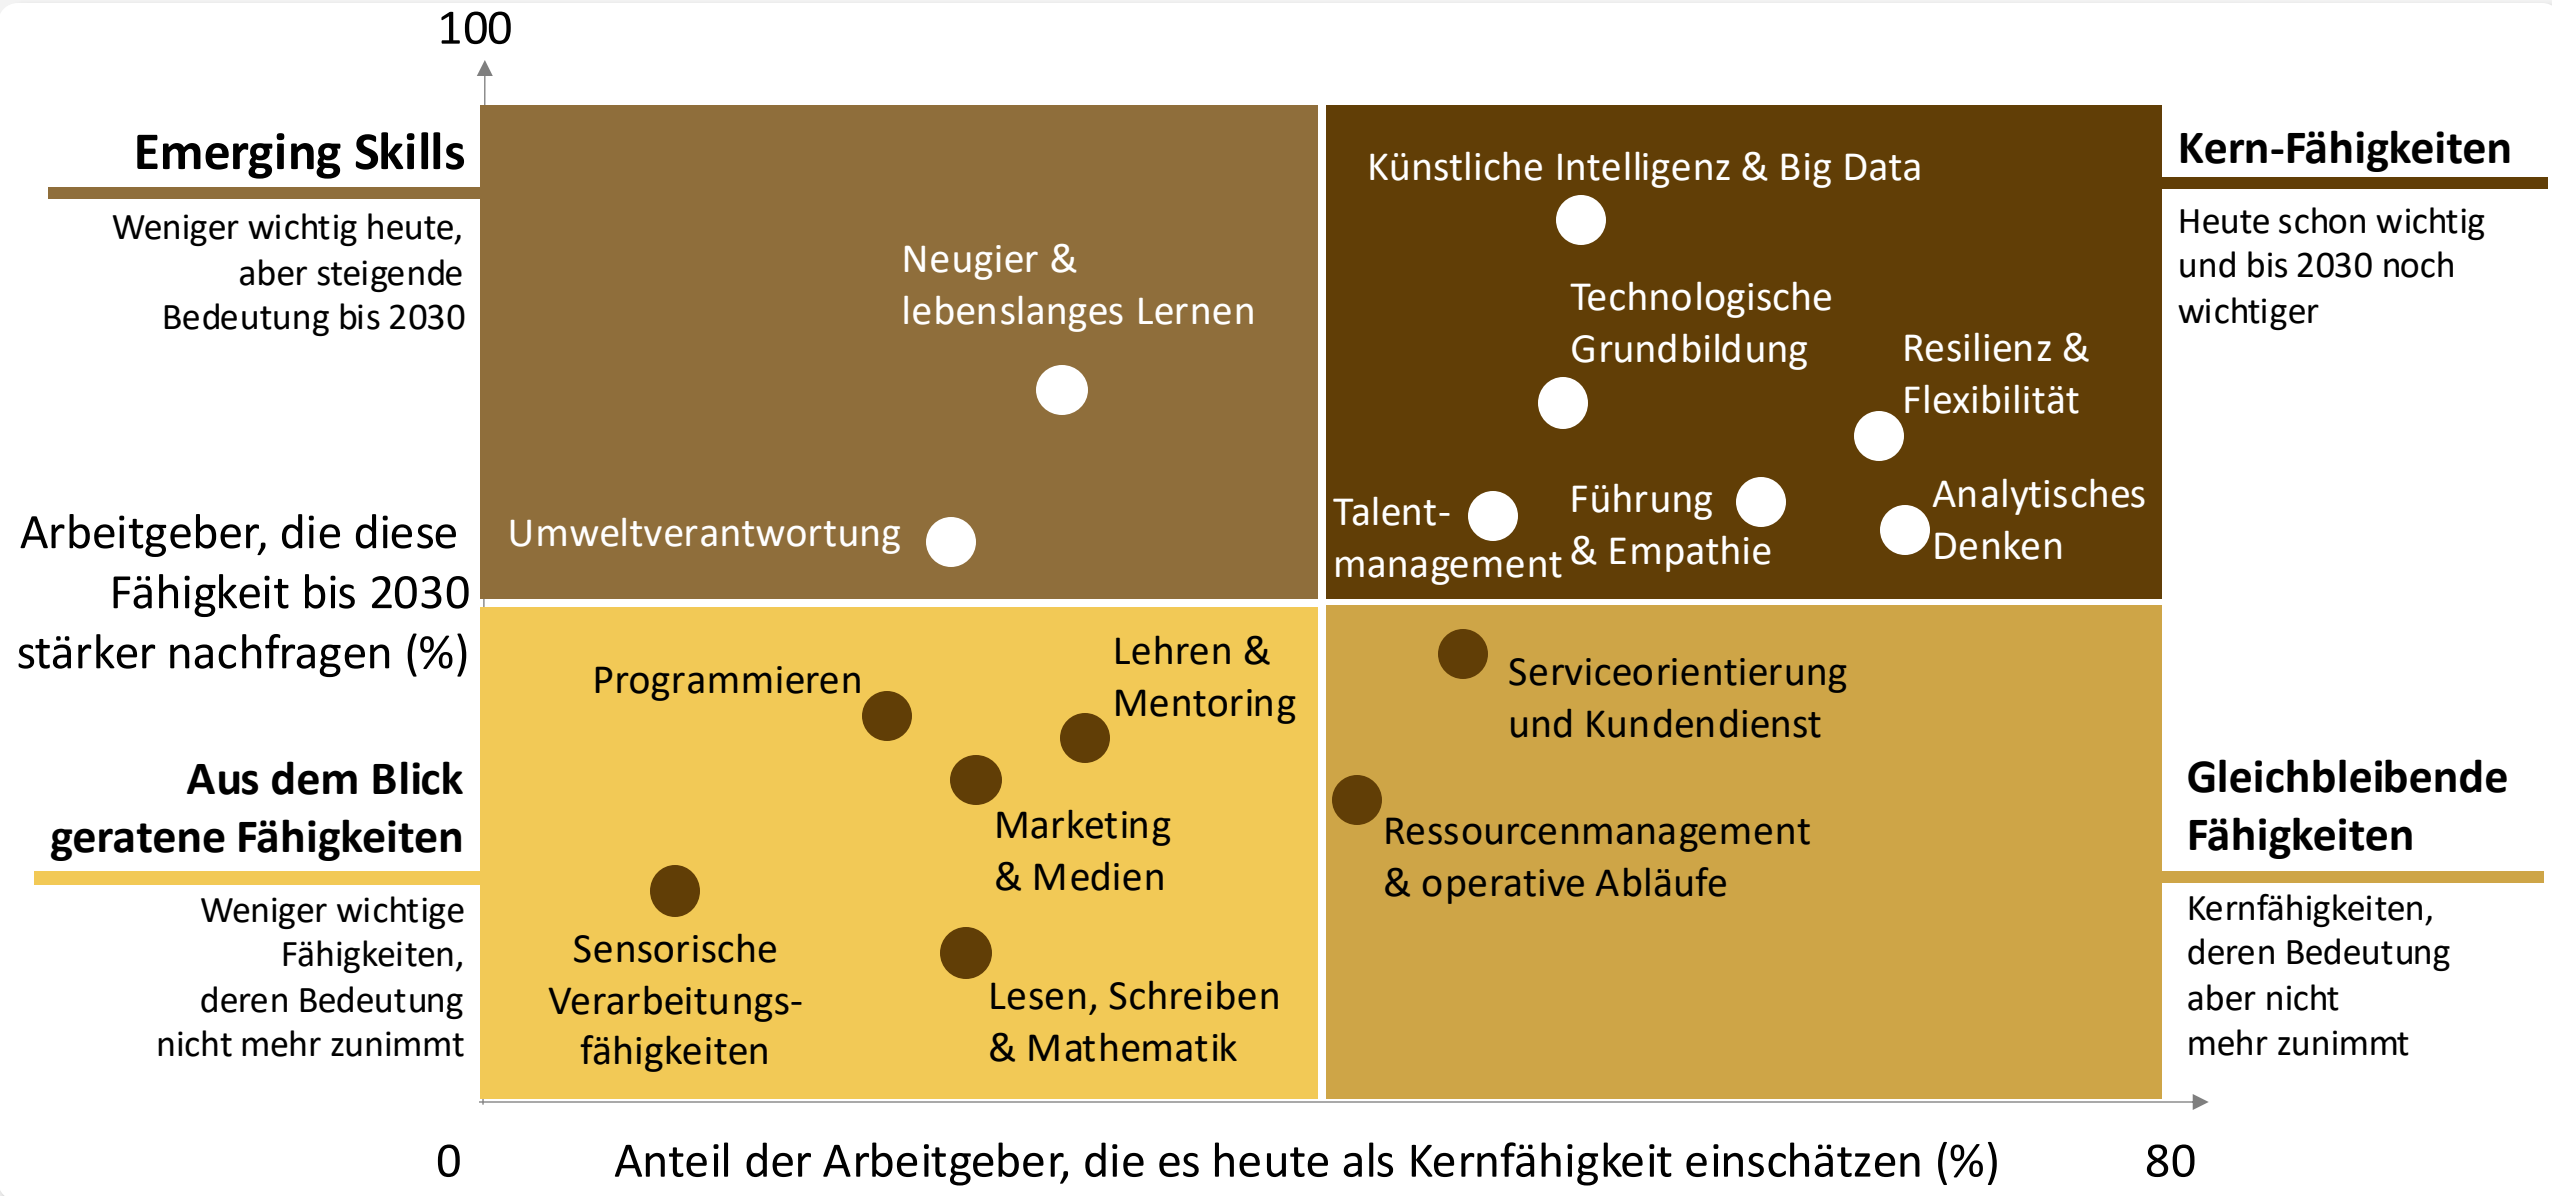 100
Emerging Skills
Weniger wichtig heute,
aber steigende
Bedeutung bis 2030
Arbeitgeber, die diese
Fähigkeit bis 2030
stärker nachfragen (%)
Aus dem Blick
geratene Fähigkeiten
Weniger wichtige
Fähigkeiten,
deren Bedeutung
nicht mehr zunimmt
Neugier &
lebenslanges Lernen
Umweltverantwortung
Künstliche Intelligenz & Big Data
Technologische
Grundbildung
Resilienz &
Flexibilität
Talent-
management
Führung
& Empathie
Analytisches
Denken
Programmieren
Lehren &
Mentoring
Marketing
& Medien
Sensorische
Verarbeitungs-
fähigkeiten
Lesen, Schreiben
& Mathematik
Serviceorientierung
und Kundendienst
Ressourcenmanagement
& operative Abläufe
Kern-Fähigkeiten
Heute schon wichtig
und bis 2030 noch
wichtiger
Gleichbleibende
Fähigkeiten
Kernfähigkeiten,
deren Bedeutung
aber nicht
mehr zunimmt
0
Anteil der Arbeitgeber, die es heute als Kernfähigkeit einschätzen (%)
80